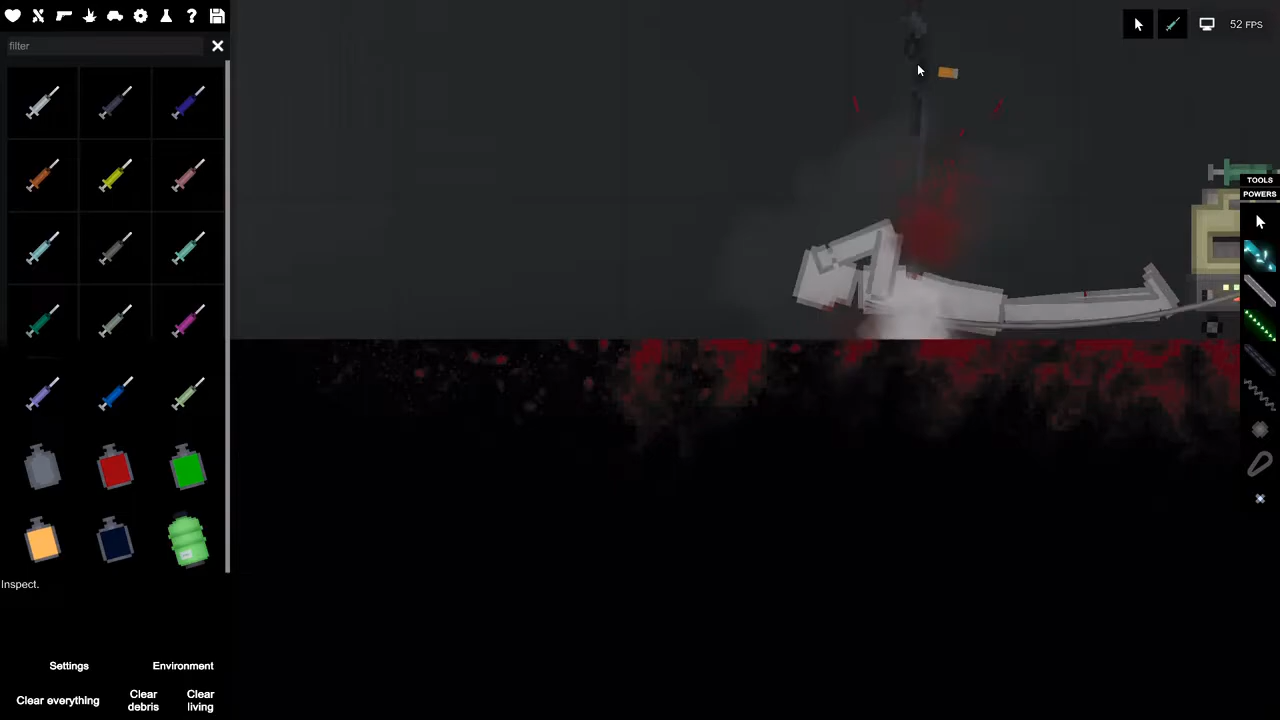 52 FPS
filter
TOOLS
POWERS
Inspect.
Settings
Environment
Clear everything
Clear
debris
Clear
living